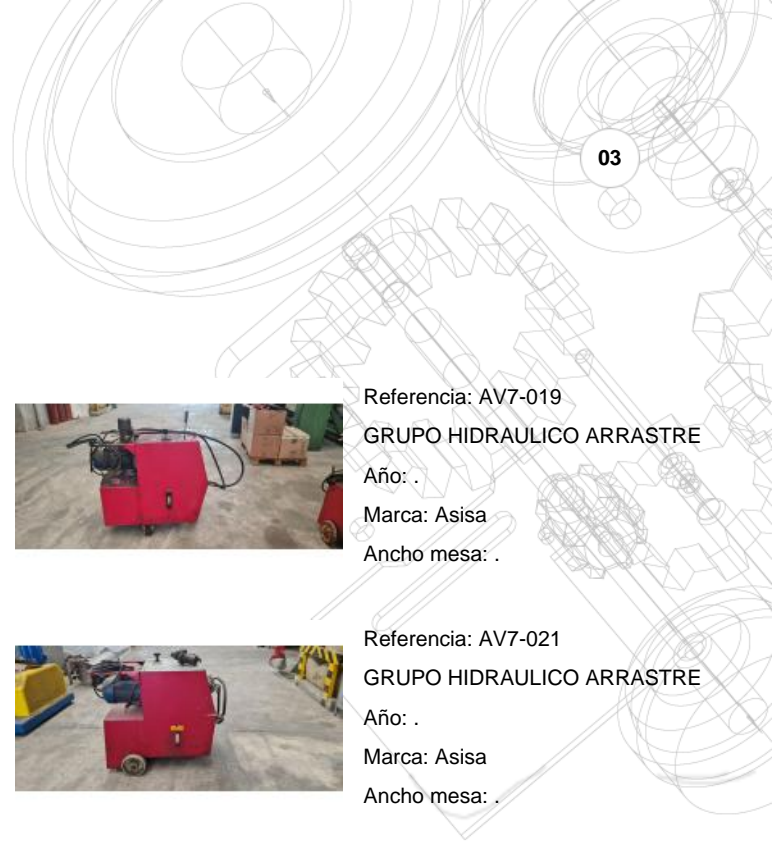 03
Referencia: AV7-019
GRUPO HIDRAULICO ARRASTRE
Año: .
Marca: Asisa
Ancho mesa: .
Referencia: AV7-021
GRUPO HIDRAULICO ARRASTRE
Año: .
Marca: Asisa
Ancho mesa: .